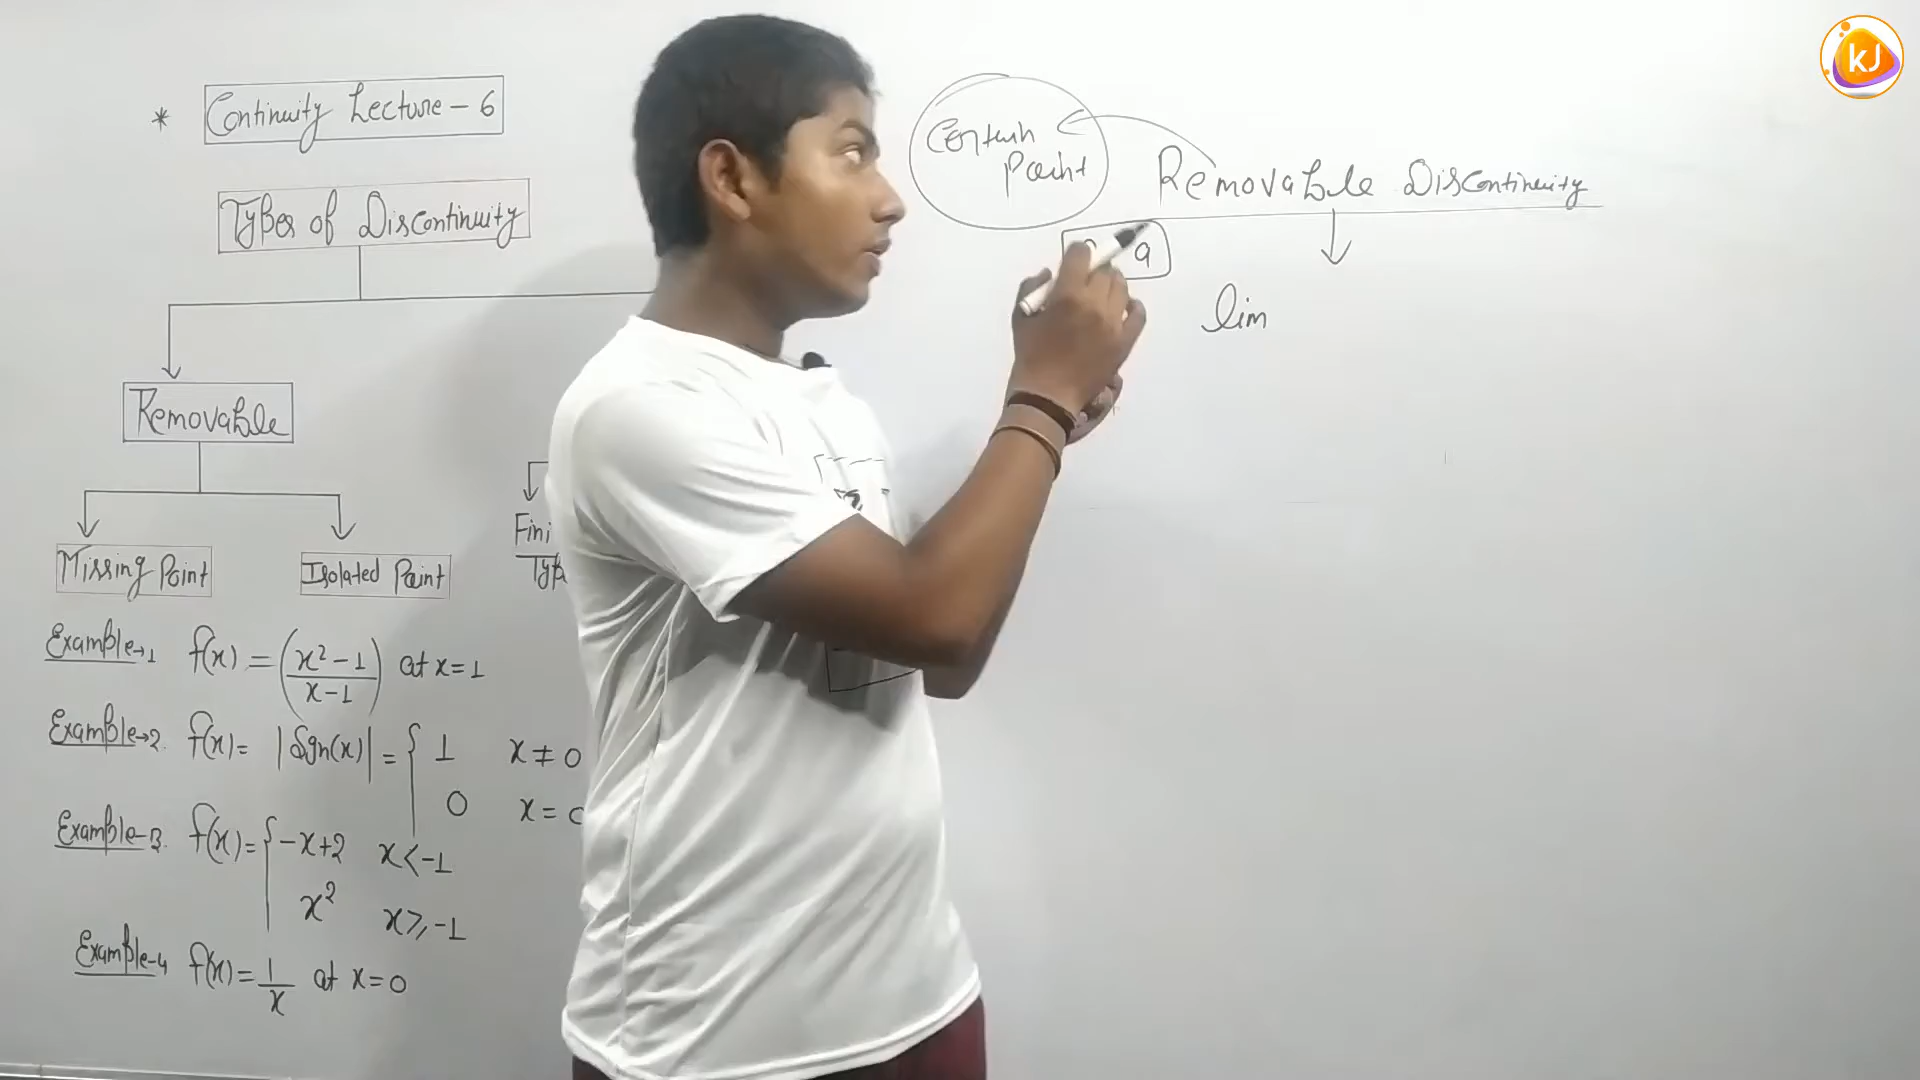 * Continuity Lecture - 6
Types of Discontinuity
Removable
Missing Point
Isolated Point
Example→1 f(x) = (x²-1/x-1) at x=1
Example→2. f(x)= |Sgn(x)| = { 1 x ≠ 0
0 x =
Example-3. f(x)= { -x+2 x<-1
x² x≥-1
Example-4 f(x)=1/x at x=0
Point
Removable Discontinuity
a
lim
KJ